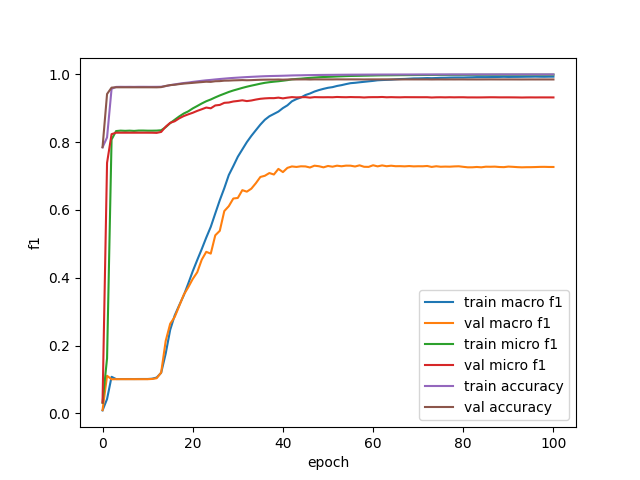 1.0
0.8
0.6
0.4
0.2
0.0
f1
0 20 40 60 80 100
epoch
train macro f1
val macro f1
train micro f1
val micro f1
train accuracy
val accuracy